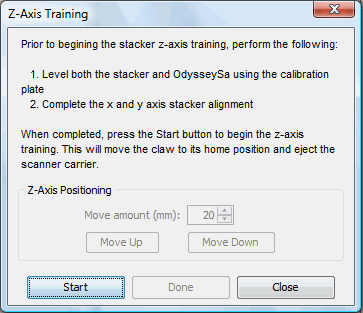 Z-Axis Training
Prior to begining the stacker z-axis training, perform the following:
1. Level both the stacker and OdysseySa using the calibration
plate
2. Complete the x and y axis stacker alignment
When completed, press the Start button to begin the z-axis
training. This will move the claw to its home position and eject the
scanner carrier.
Z-Axis Positioning
Move amount (mm): 20
Move Up Move Down
Start Done Close